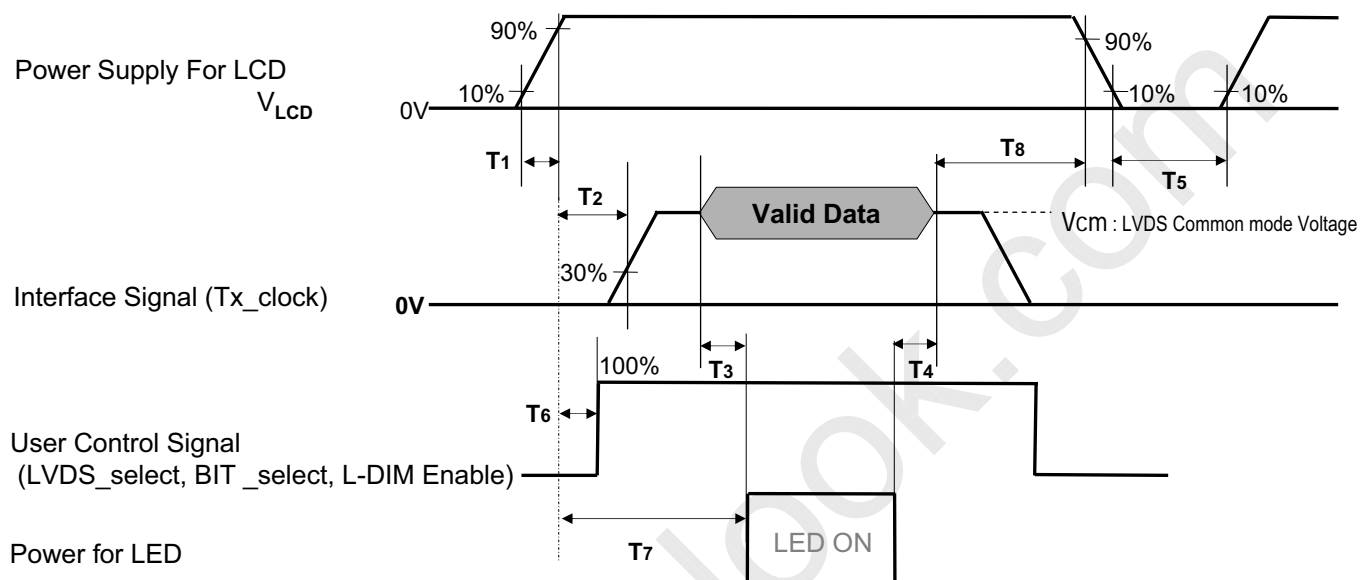 90%
90%
Power Supply For LCD
VLCD
10%
10%
10%
0V
T1
T8
T2
T5
Valid Data
Vcm : LVDS Common mode Voltage
30%
Interface Signal (Tx_clock)
0V
100%
T3
T4
T6
User Control Signal
(LVDS_select, BIT _select, L-DIM Enable)
T7
LED ON
Power for LED
look.com